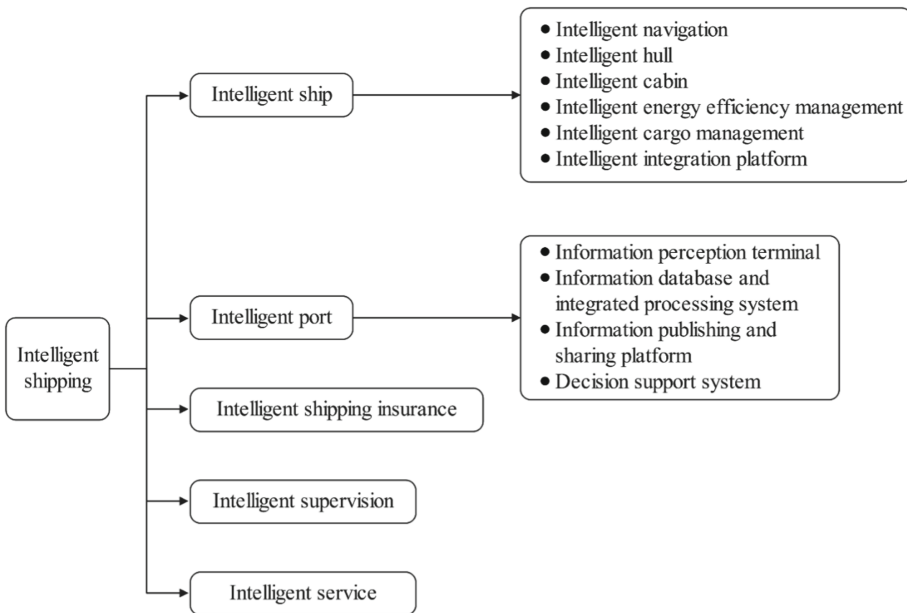 Intelligent shipping
Intelligent ship
● Intelligent navigation
● Intelligent hull
● Intelligent cabin
● Intelligent energy efficiency management
● Intelligent cargo management
● Intelligent integration platform
Intelligent port
● Information perception terminal
● Information database and
integrated processing system
● Information publishing and
sharing platform
● Decision support system
Intelligent shipping insurance
Intelligent supervision
Intelligent service